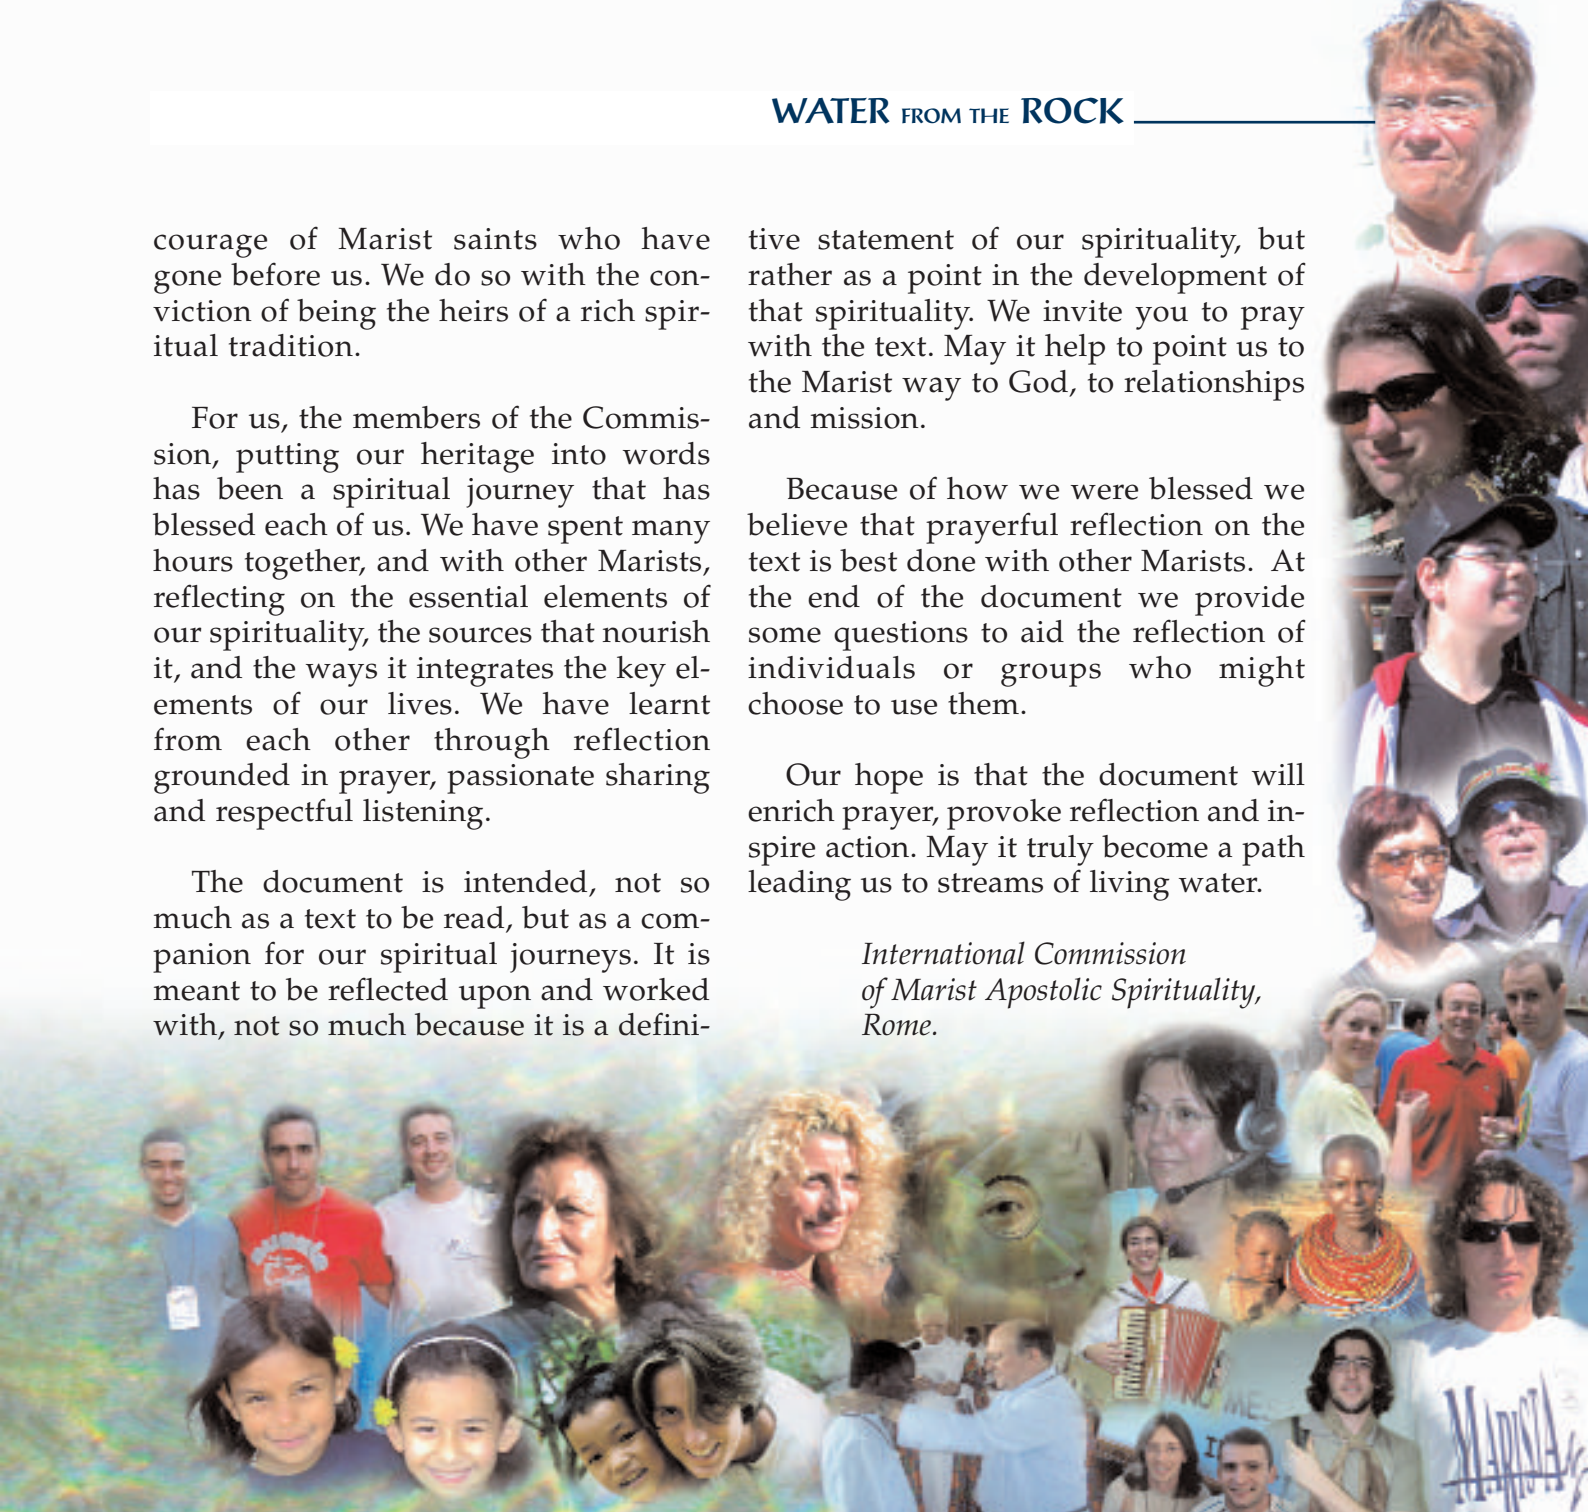 WATER FROM THE ROCK
courage of Marist saints who have
gone before us. We do so with the con-
viction of being the heirs of a rich spir-
itual tradition.
For us, the members of the Commis-
sion, putting our heritage into words
has been a spiritual journey that has
blessed each of us. We have spent many
hours together, and with other Marists,
reflecting on the essential elements of
our spirituality, the sources that nourish
it, and the ways it integrates the key el-
ements of our lives. We have learnt
from each other through reflection
grounded in prayer, passionate sharing
and respectful listening.
The document is intended, not so
much as a text to be read, but as a com-
panion for our spiritual journeys. It is
meant to be reflected upon and worked
with, not so much because it is a defini-
tive statement of our spirituality, but
rather as a point in the development of
that spirituality. We invite you to pray
with the text. May it help to point us to
the Marist way to God, to relationships
and mission.
Because of how we were blessed we
believe that prayerful reflection on the
text is best done with other Marists. At
the end of the document we provide
some questions to aid the reflection of
individuals or groups who might
choose to use them.
Our hope is that the document will
enrich prayer, provoke reflection and in-
spire action. May it truly become a path
leading us to streams of living water.
International Commission
of Marist Apostolic Spirituality,
Rome.
MARISTA